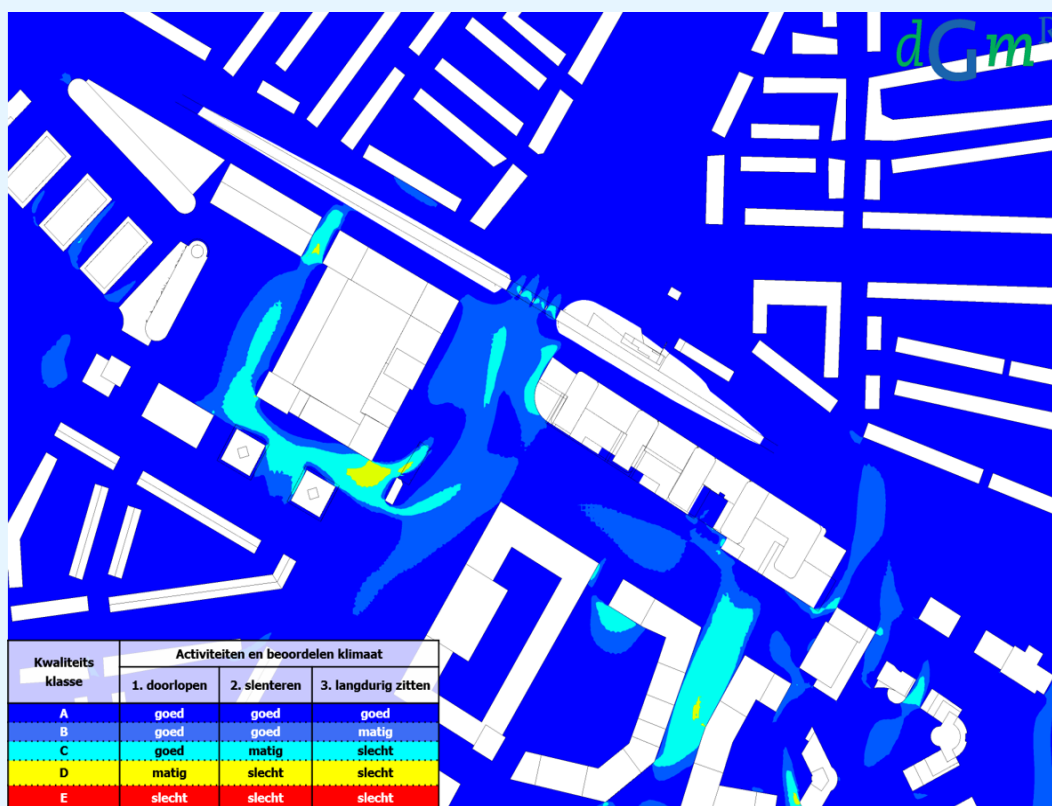 dGmR
Kwaliteits klasse
Activiteiten en beoordelen klimaat
1. doorlopen 2. slenteren 3. langdurig zitten
A goed goed goed
B goed goed matig
C goed matig slecht
D matig slecht slecht
E slecht slecht slecht